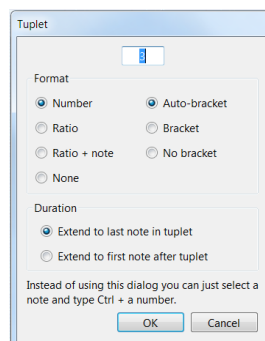 Tuplet
3
Format
Number Auto-bracket
Ratio Bracket
Ratio + note No bracket
None
Duration
Extend to last note in tuplet
Extend to first note after tuplet
Instead of using this dialog you can just select a
note and type Ctrl + a number.
OK Cancel